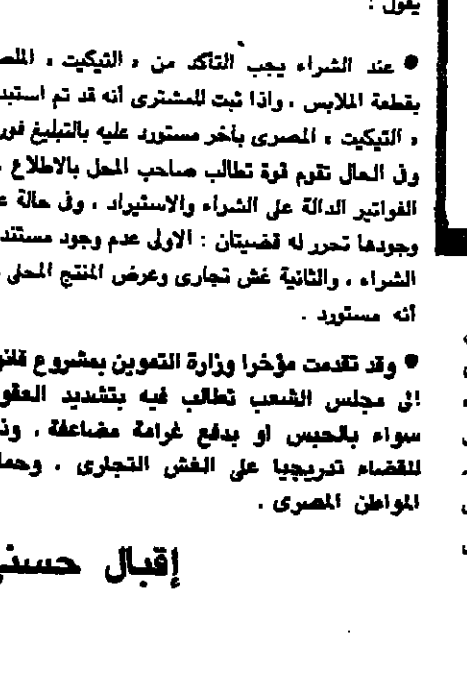 يقول :
● عند الشراء يجب التأكد من « التيكيت » الملص
بقطعة الملابس ، واذا ثبت للمشترى أنه قد تم استبد
« التيكيت » المصرى بآخر مستورد عليه بالتبليغ فور
وفى الحال تقوم قوة تطالب صاحب المحل بالاطلاع ع
الفواتير الدالة على الشراء والاستيراد ، وفى حالة ع
وجودها تحرر له قضيتان : الاولى عدم وجود مستند
الشراء ، والثانية غش تجارى وعرض المنتج المحلى
أنه مستورد .
● وقد تقدمت مؤخرا وزارة التموين بمشروع قانو
الى مجلس الشعب تطالب فيه بتشديد العقو
سواء بالحبس او بدفع غرامة مضاعفة ، وذ
للقضاء تدريجيا على الغش التجارى ، وحما
المواطن المصرى .
إقبال حسنى